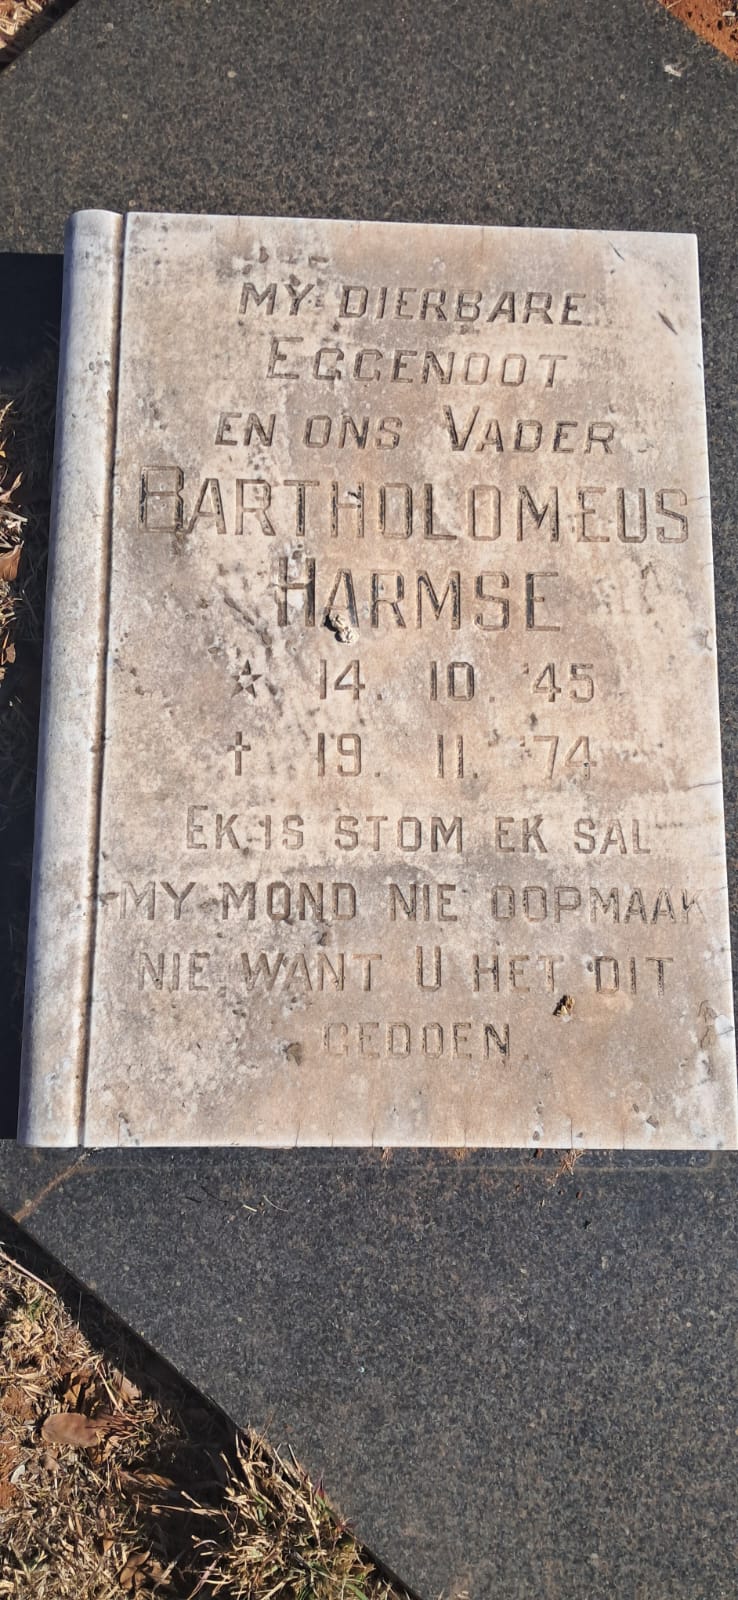 MY DIERBARE
EGGENOOT
EN ONS VADER
BARTHOLOMEUS
HARMSE
☆ 14. 10. '45
† 19. 11. '74
EK IS STOM EK SAL
MY MOND NIE OOPMAAK
NIE WANT U HET DIT
GEDOEN.